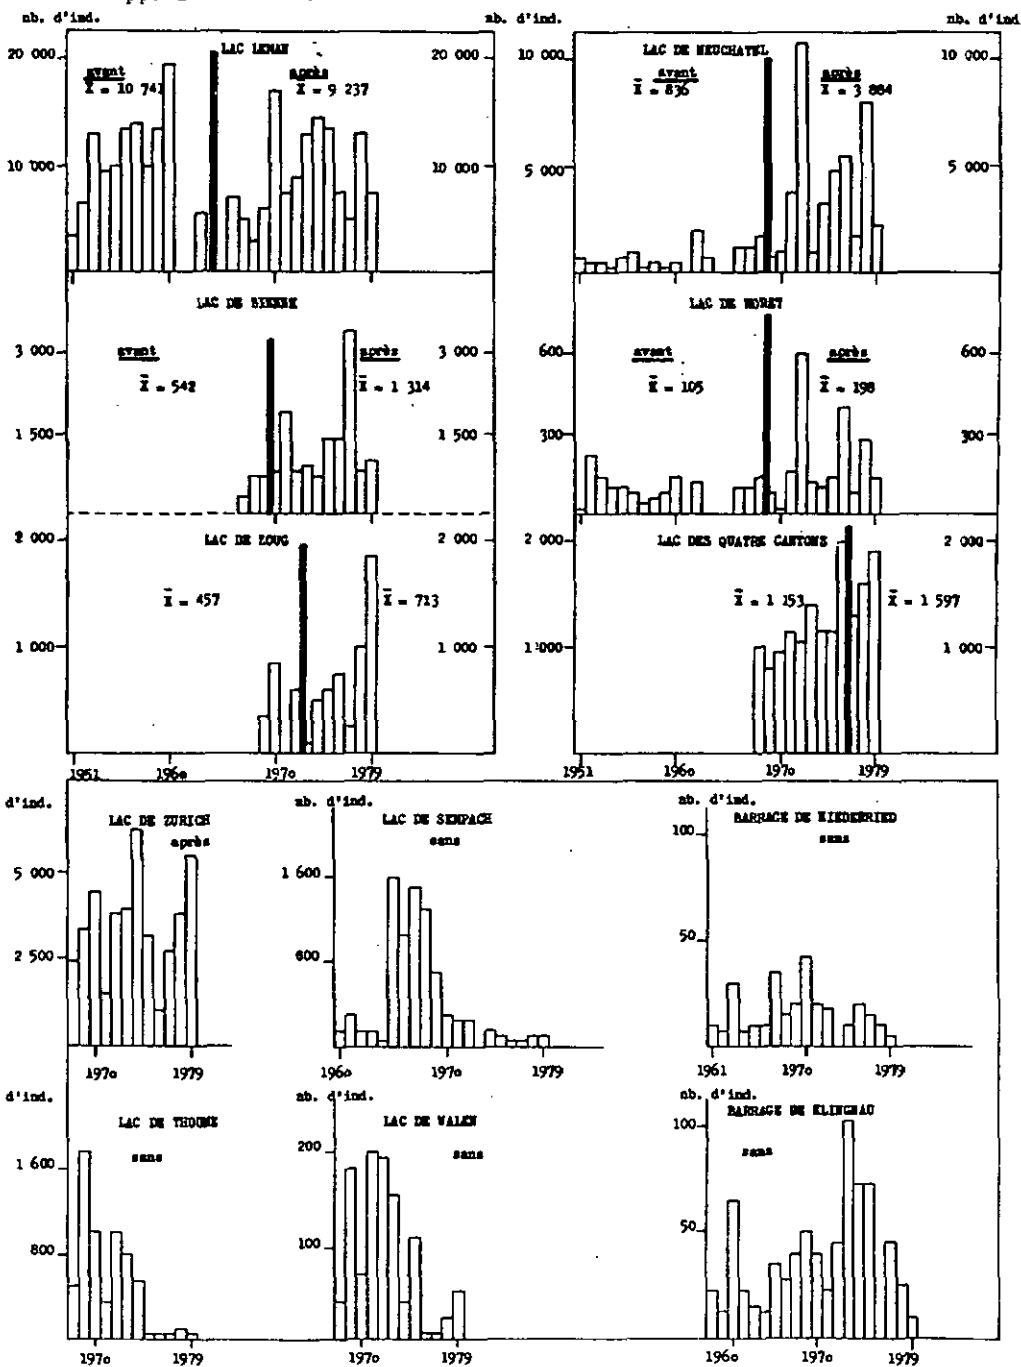 nb. d'ind. nb. d'ind. nb. d'ind
LAC LEMAN
20 000 20 000
avant après
X̄ = 10 741 X̄ = 9 237
10 000 10 000
LAC DE NEUCHATEL
10 000 10 000
avant après
X̄ = 836 X̄ = 3 884
5 000 5 000
LAC DE BIENNE
3 000 avant après 3 000
X̄ = 542 X̄ = 1 314
1 500 1 500
LAC DE MORET
600 avant après 600
X̄ = 105 X̄ = 198
300 300
2 000 LAC DE ZOUG 2 000
X̄ = 457 X̄ = 713
1 000 1 000
1951 1960 1970 1979
2 000 LAC DES QUATRE CANTONS 2 000
X̄ = 1 153 X̄ = 1 597
1 000 1 000
1951 1960 1970 1979
d'ind.
LAC DE ZURICH
après
5 000
2 500
1970 1979
nb. d'ind.
LAC DE SEMPACH
sans
1 600
600
1960 1970 1979
nb. d'ind.
BARRAGE DE NIEDERRIED
100
sans
50
1961 1970 1979
d'ind.
LAC DE THOUNE
sans
1 600
800
1970 1979
nb. d'ind.
LAC DE WALEN
200 sans
100
1970 1979
nb. d'ind.
BARRAGE DE KLINGNAU
100
sans
50
1960 1970 1979